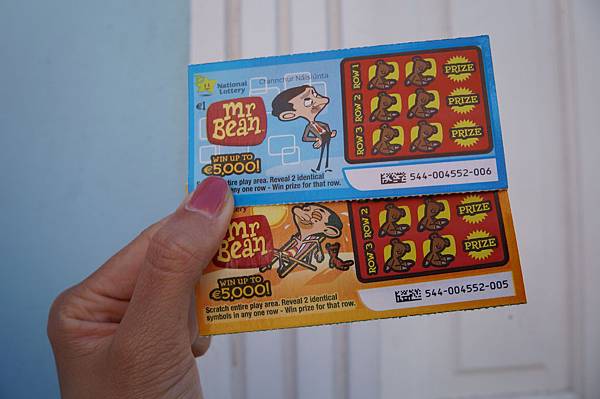 National
Lottery
Crannchur Náisiúnta
€1
mr
Bean
WIN UP TO
€5,000!
ROW 1
ROW 2
ROW 3
PRIZE
PRIZE
PRIZE
entire play area. Reveal 2 identical
in any one row - Win prize for that row.
544-004552-006
mr
Bean
WIN UP TO
€5,000!
ROW 2
ROW 3
PRIZE
PRIZE
Scratch entire play area. Reveal 2 identical
symbols in any one row - Win prize for that row.
544-004552-005